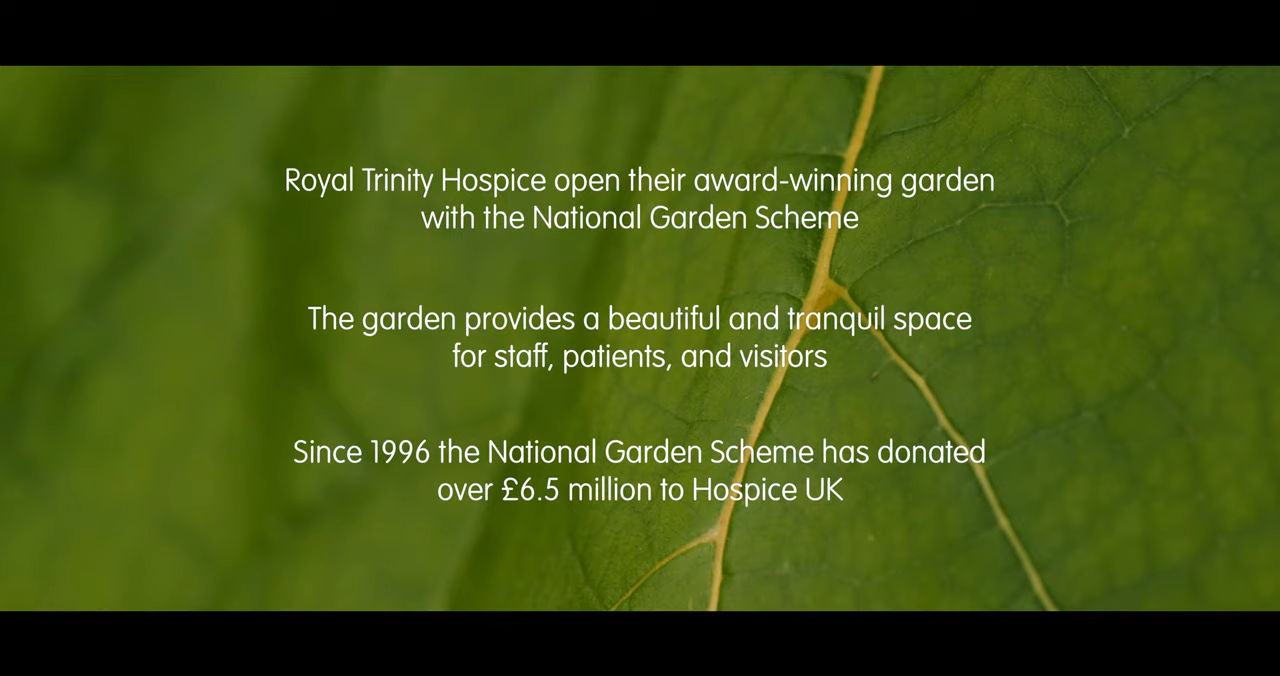 Royal Trinity Hospice open their award-winning garden
with the National Garden Scheme
The garden provides a beautiful and tranquil space
for staff, patients, and visitors
Since 1996 the National Garden Scheme has donated
over £6.5 million to Hospice UK